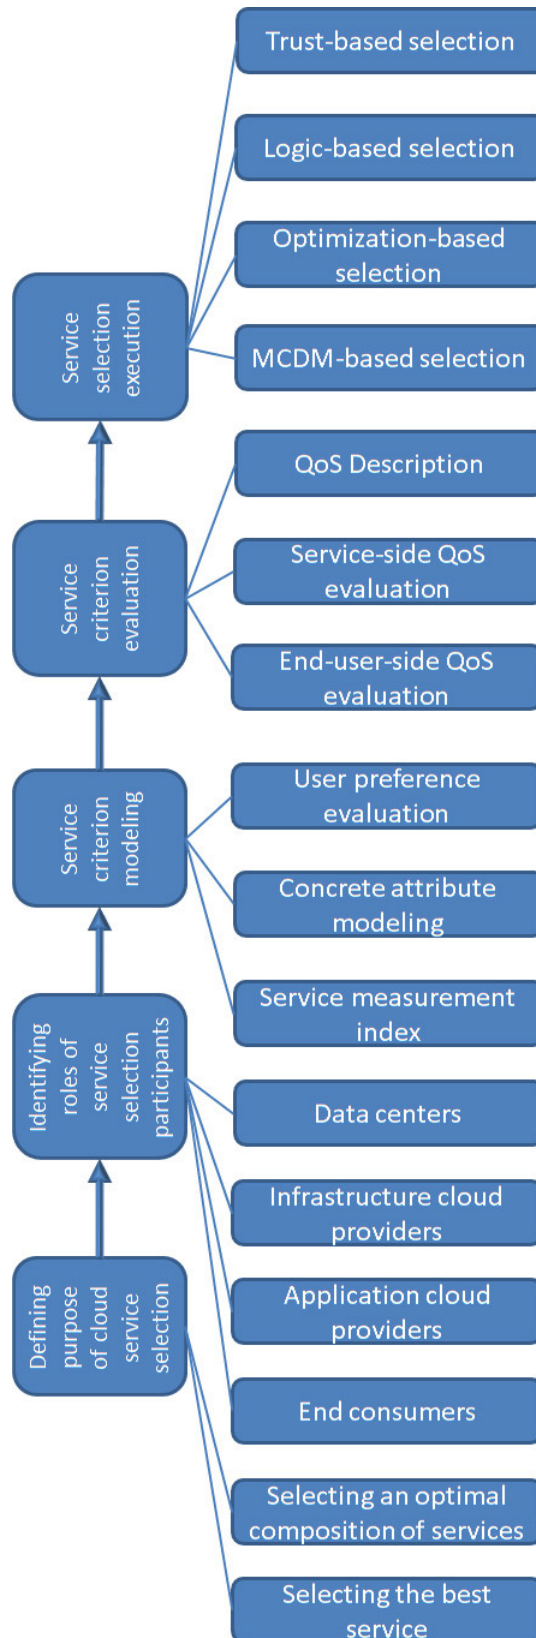 Trust-based selection
Logic-based selection
Optimization-based
selection
MCDM-based selection
Service
selection
execution
QoS Description
Service-side QoS
evaluation
End-user-side QoS
evaluation
Service
criterion
evaluation
User preference
evaluation
Concrete attribute
modeling
Service measurement
index
Service
criterion
modeling
Data centers
Infrastructure cloud
providers
Application cloud
providers
End consumers
Identifying
roles of
service
selection
participants
Selecting an optimal
composition of services
Selecting the best
service
Defining
purpose
of cloud
service
selection